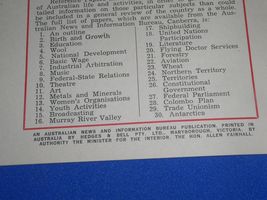 of Australian life and activities, in order
on those particular subjects than could
be included in a general account of the country as a whole.
The full list of papers, which are available from the Aus-
tralian News and Information Bureau, Canberra, is:
1. An outline
2. Birth and Growth
3. Education
4. Wool
5. National Development
6. Basic Wage
7. Industrial Arbitration
8. Music
9. Federal-State Relations
10. Theatre
11. Art
12. Metals and Minerals
13. Women's Organisations
14. Youth Activities
15. Broadcasting
16. Murray River Valley
17. Shipbuilding
18. United Nations
Participation
19. Literature
20. Flying Doctor Services
21. Forestry
22. Aviation
23. Wheat
24. Northern Territory
25. Territories
26. Constitutional
Government
27. Federal Parliament
28. Colombo Plan
29. Trade Unionism
30. Antarctica
AN AUSTRALIAN NEWS AND INFORMATION BUREAU PUBLICATION. PRINTED IN
AUSTRALIA BY HEDGES & BELL PTY. LTD., MARYBOROUGH, VICTORIA, BY
AUTHORITY THE MINISTER FOR THE INTERIOR, THE HON. ALLEN FAIRHALL.